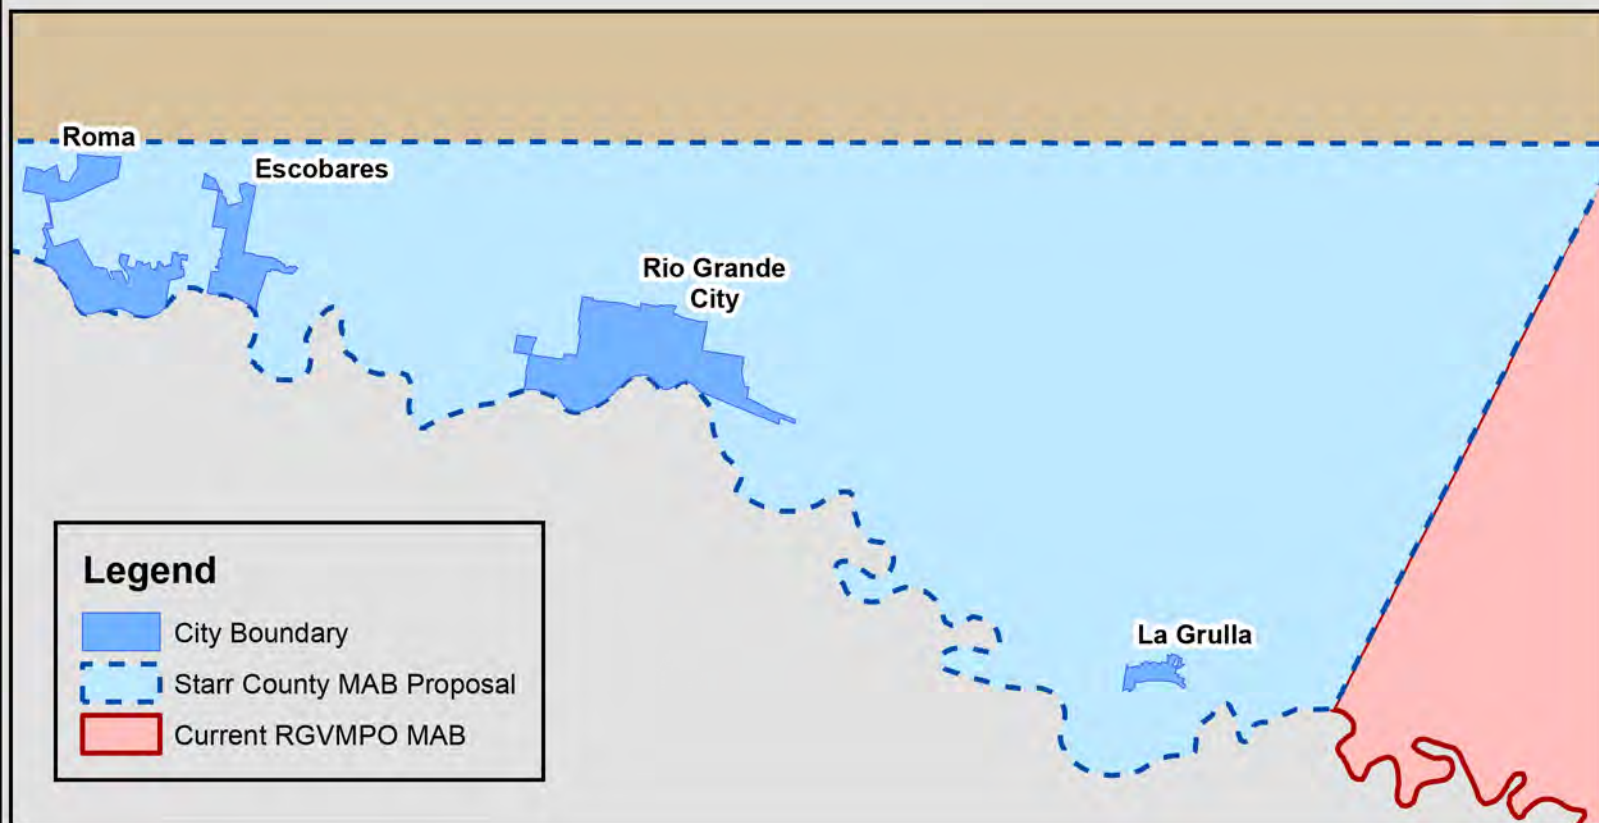 Roma
Escobares
Rio Grande
City
La Grulla
Legend
City Boundary
Starr County MAB Proposal
Current RGVMPO MAB